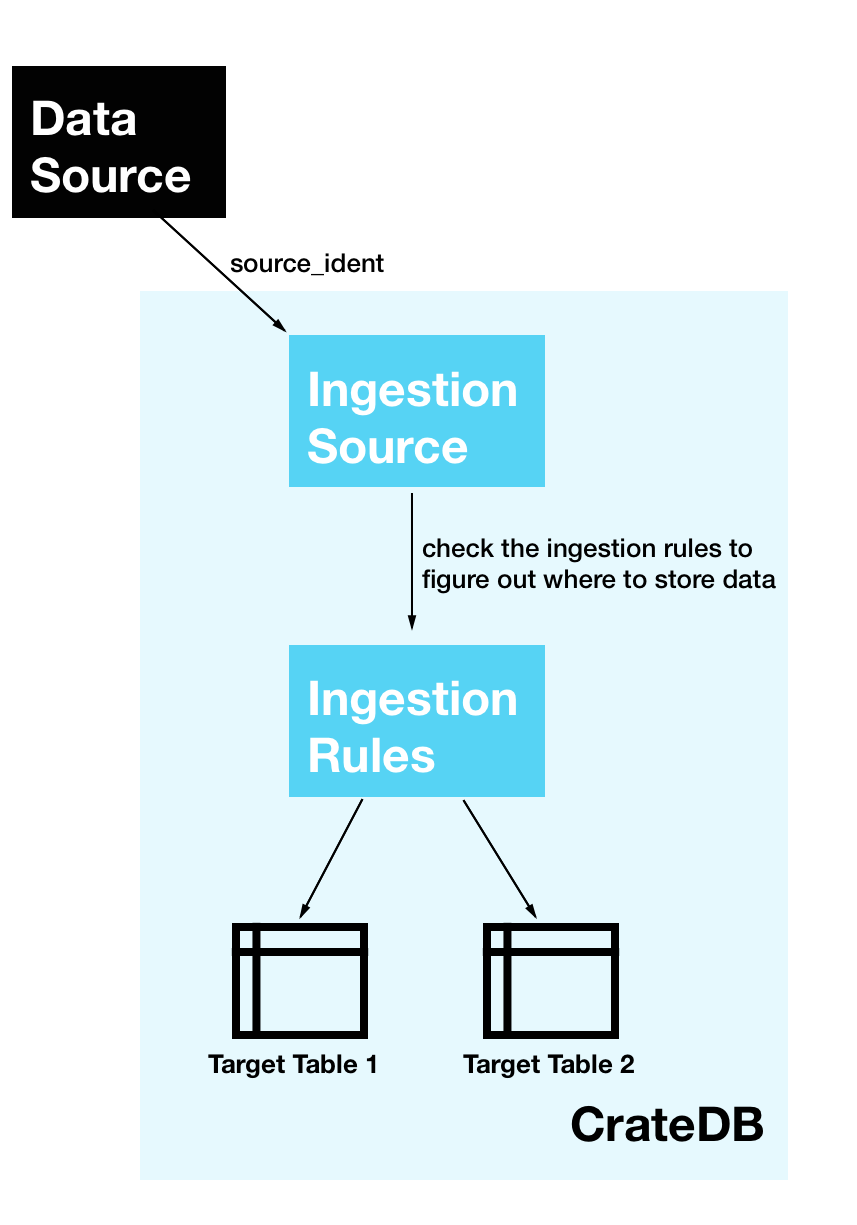 Data
Source
source_ident
Ingestion
Source
check the ingestion rules to
figure out where to store data
Ingestion
Rules
Target Table 1
Target Table 2
CrateDB